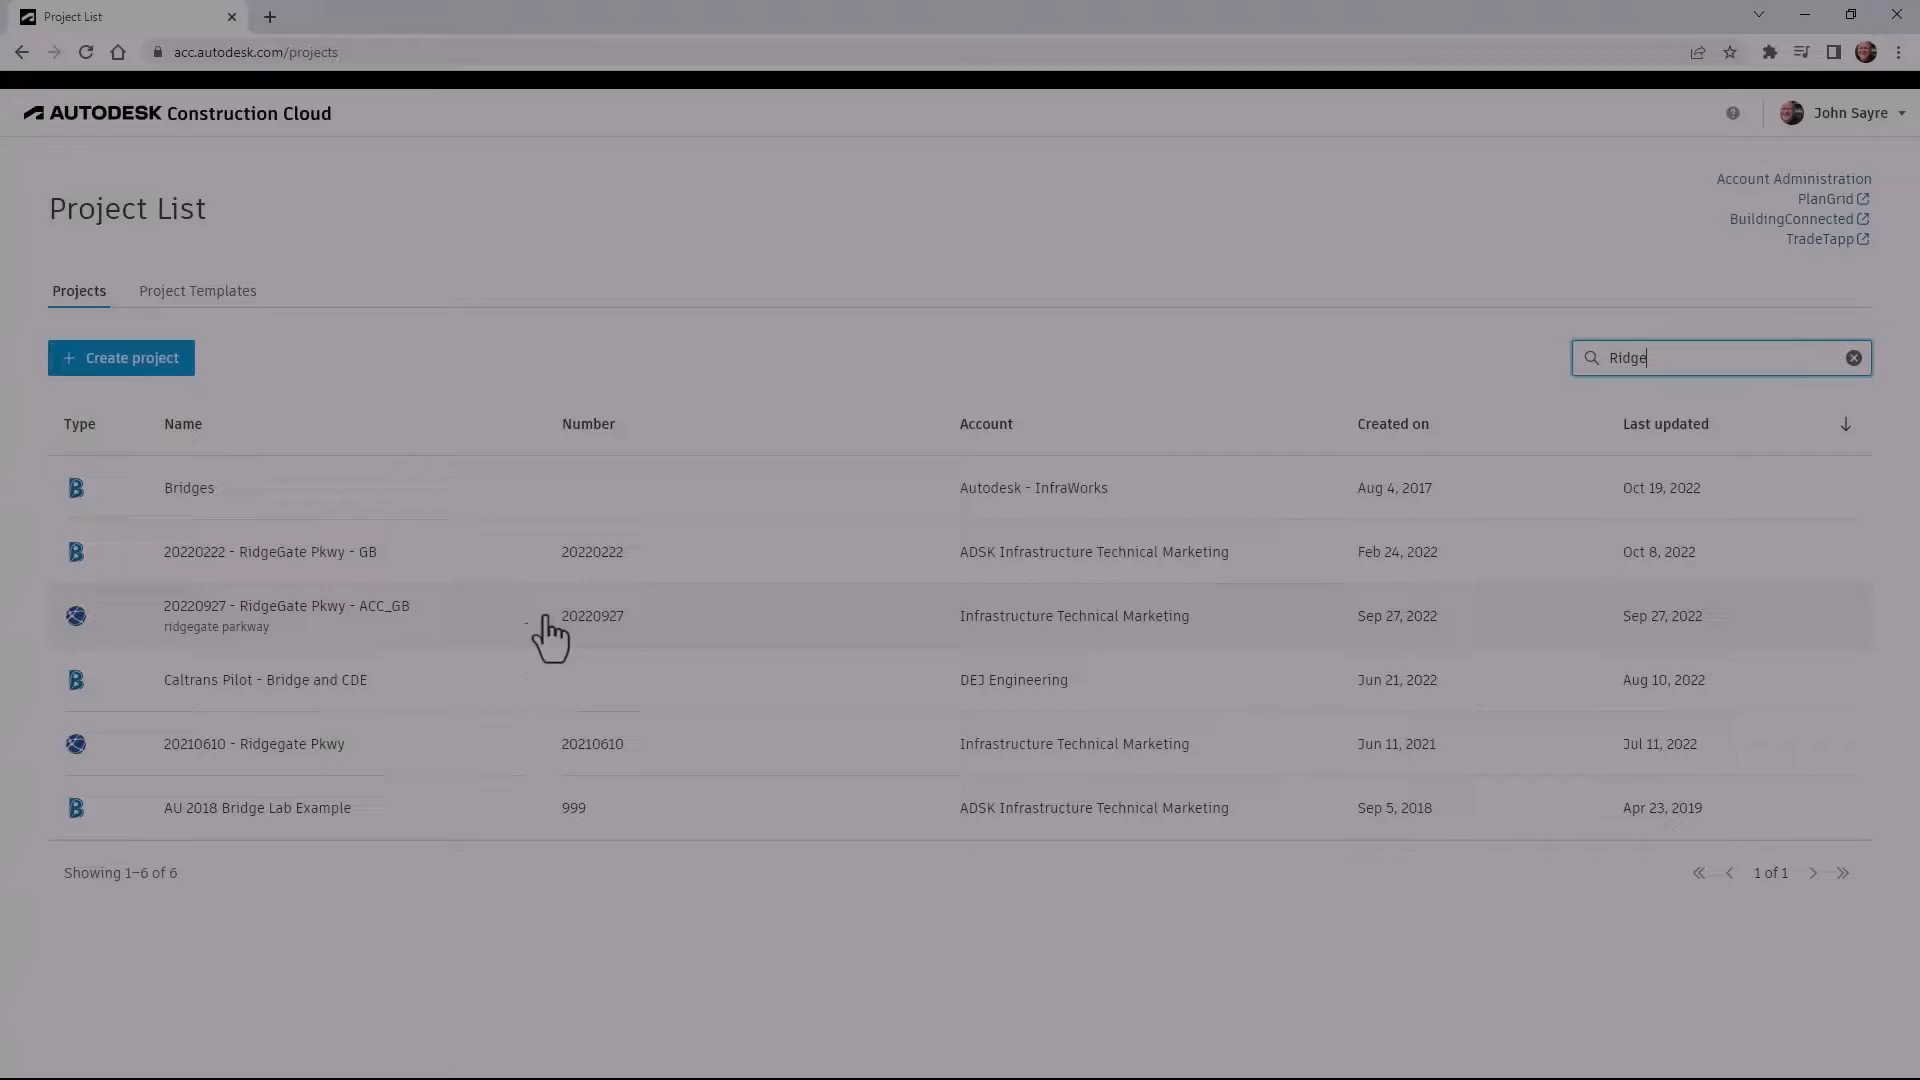 Project List
acc.autodesk.com/projects
AUTODESK Construction Cloud
John Sayre
Account Administration
PlanGrid
BuildingConnected
TradeTapp
Project List
Projects
Project Templates
+ Create project
Ridge
Type Name Number Account Created on Last updated
Bridges Autodesk - InfraWorks Aug 4, 2017 Oct 19, 2022
20220222 - RidgeGate Pkwy - GB 20220222 ADSK Infrastructure Technical Marketing Feb 24, 2022 Oct 8, 2022
20220927 - RidgeGate Pkwy - ACC_GB 20220927 Infrastructure Technical Marketing Sep 27, 2022 Sep 27, 2022
ridgegate parkway
Caltrans Pilot - Bridge and CDE DEJ Engineering Jun 21, 2022 Aug 10, 2022
20210610 - Ridgegate Pkwy 20210610 Infrastructure Technical Marketing Jun 11, 2021 Jul 11, 2022
AU 2018 Bridge Lab Example 999 ADSK Infrastructure Technical Marketing Sep 5, 2018 Apr 23, 2019
Showing 1-6 of 6
1 of 1